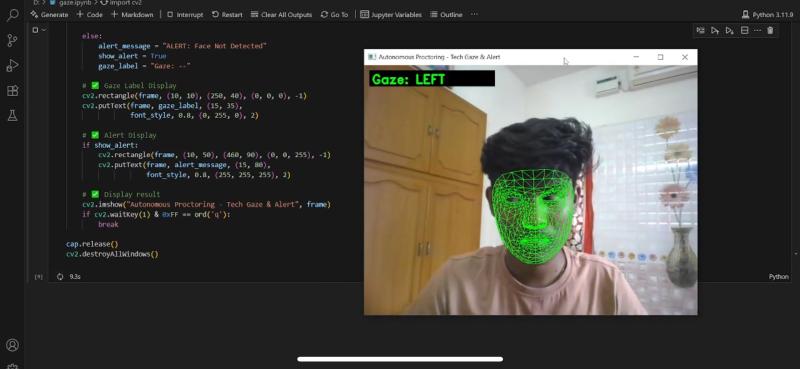 D: > gaze.ipynb > import cv2
Generate + Code + Markdown | Interrupt Restart Clear All Outputs Go To | Jupyter Variables Outline ...
Python 3.11.9
else:
alert_message = "ALERT: Face Not Detected"
show_alert = True
gaze_label = "Gaze: --"
# ✅ Gaze Label Display
cv2.rectangle(frame, (10, 10), (250, 40), (0, 0, 0), -1)
cv2.putText(frame, gaze_label, (15, 35),
font_style, 0.8, (0, 255, 0), 2)
# ✅ Alert Display
if show_alert:
cv2.rectangle(frame, (10, 50), (460, 90), (0, 0, 255), -1)
cv2.putText(frame, alert_message, (15, 80),
font_style, 0.8, (255, 255, 255), 2)
# ✅ Display result
cv2.imshow("Autonomous Proctoring - Tech Gaze & Alert", frame)
if cv2.waitKey(1) & 0xFF == ord('q'):
break
cap.release()
cv2.destroyAllWindows()
[9] 9.3s
Python
Autonomous Proctoring - Tech Gaze & Alert
Gaze: LEFT